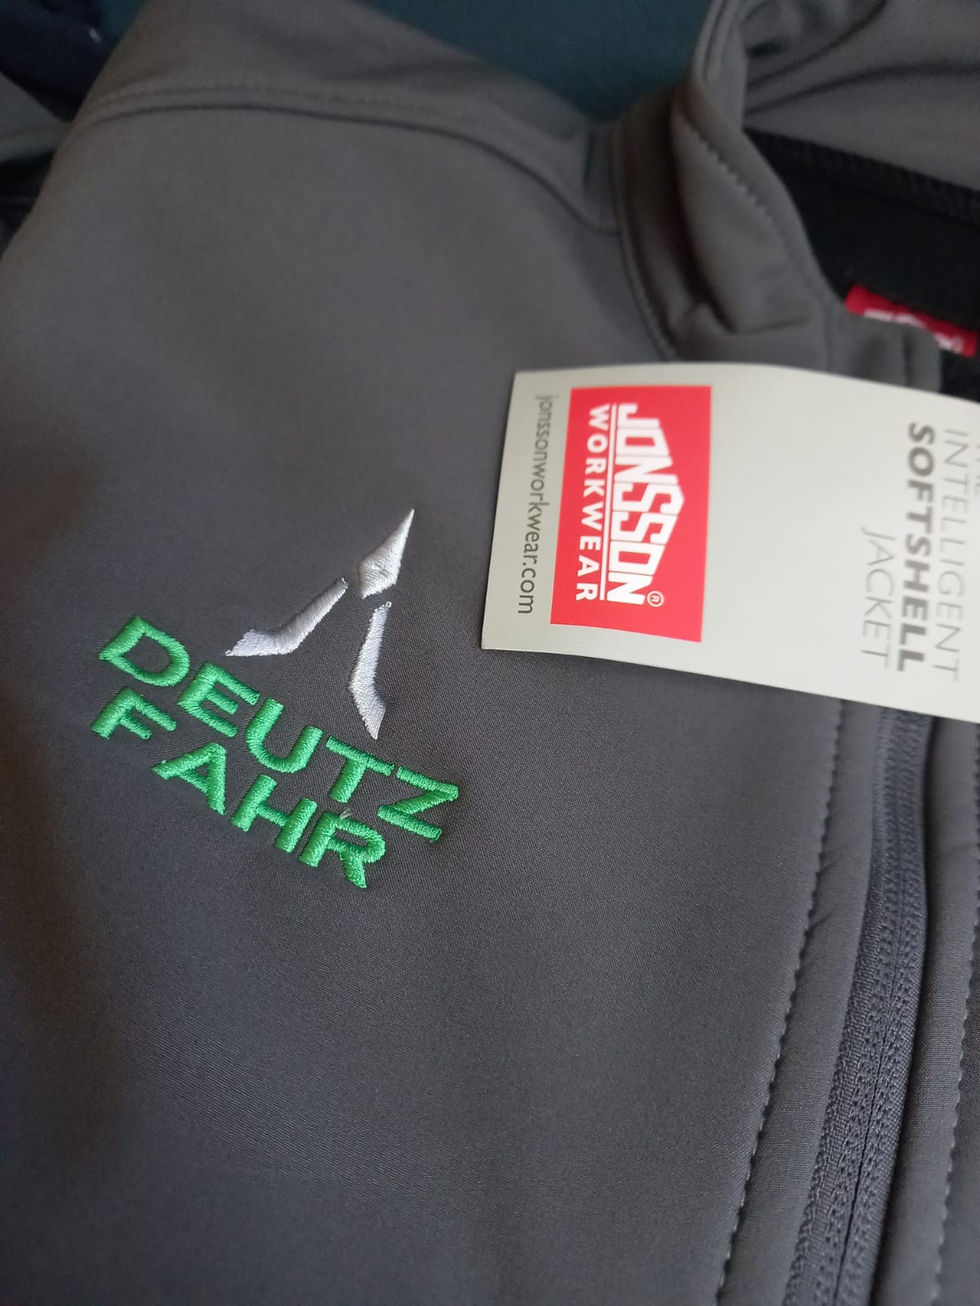 DEUTZ
FAHR
JONSSON®
WORKWEAR
jonssonworkwear.com
INTELLIGENT
SOFTSHELL
JACKET